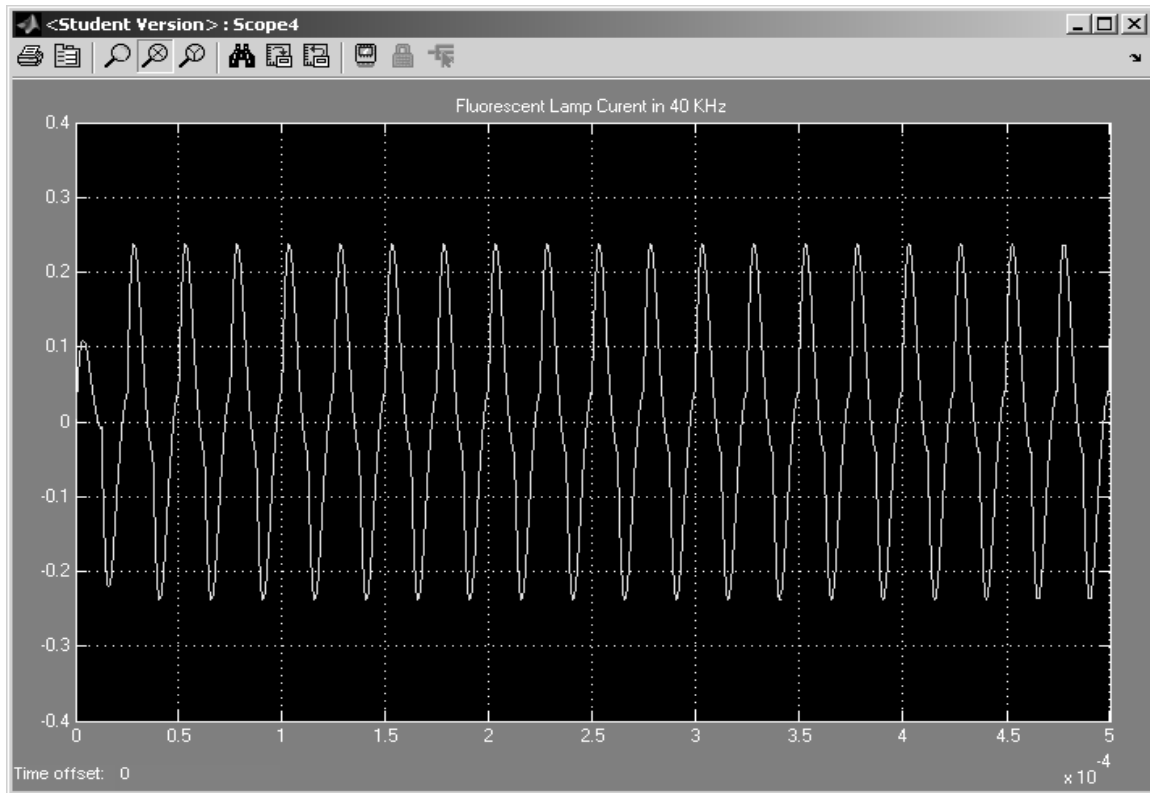 <Student Version> : Scope4
Fluorescent Lamp Curent in 40 KHz
0.4
0.3
0.2
0.1
0
-0.1
-0.2
-0.3
-0.4
0 0.5 1 1.5 2 2.5 3 3.5 4 4.5 5
x 10^-4
Time offset: 0